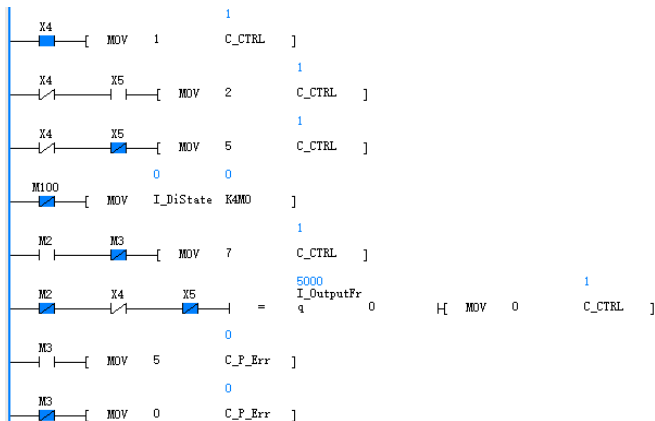 1
X4
[ MOV 1 C_CTRL ]
1
X4 X5
[ MOV 2 C_CTRL ]
1
X4 X5
[ MOV 5 C_CTRL ]
0 0
M100
[ MOV I_DiState K4M0 ]
1
M2 M3
[ MOV 7 C_CTRL ]
5000 1
M2 X4 X5 I_OutputFr
= q 0 [ MOV 0 C_CTRL ]
0
M3
[ MOV 5 C_P_Err ]
0
M3
[ MOV 0 C_P_Err ]